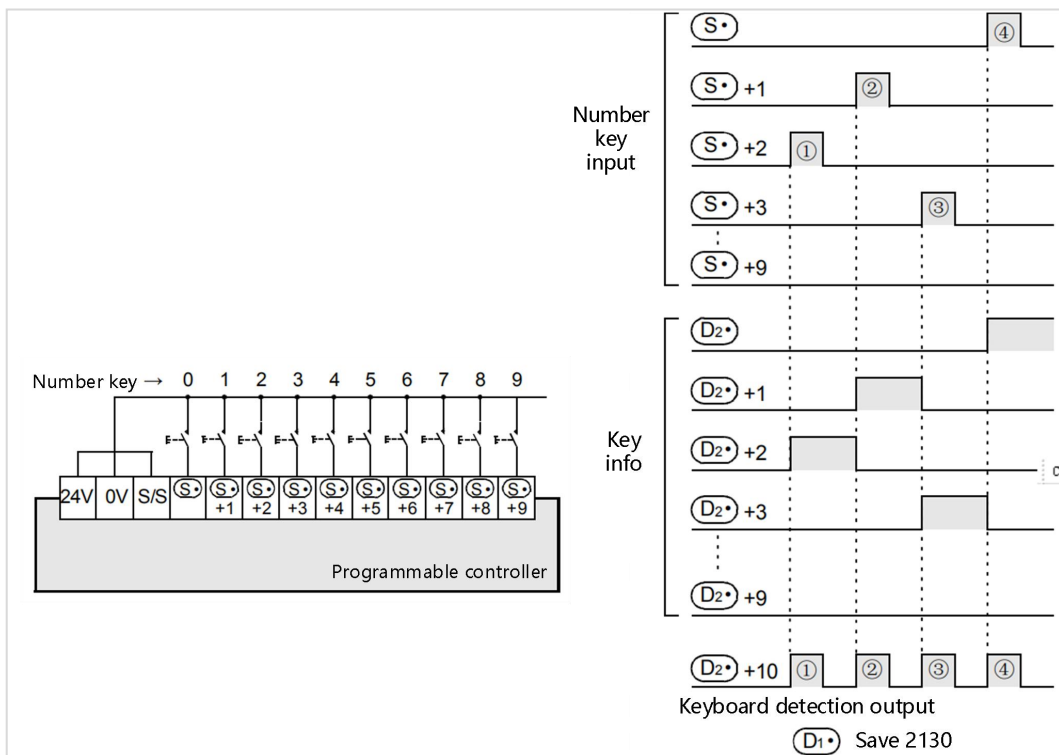 Number key → 0 1 2 3 4 5 6 7 8 9
24V 0V S/S S• S• S• S• S• S• S• S• S• S•
+1 +2 +3 +4 +5 +6 +7 +8 +9
Programmable controller
Number
key
input
S• ④
S• +1 ②
S• +2 ①
S• +3 ③
S• +9
Key
info
D2•
D2• +1
D2• +2
D2• +3
D2• +9
D2• +10 ① ② ③ ④
Keyboard detection output
D1• Save 2130